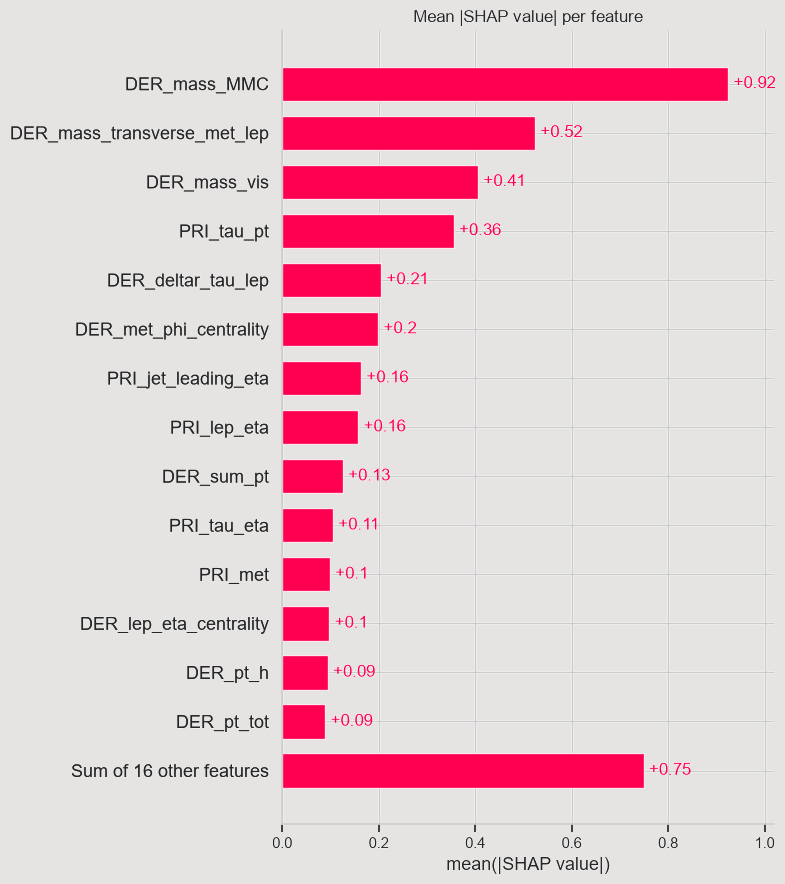 Mean |SHAP value| per feature
DER_mass_MMC +0.92
DER_mass_transverse_met_lep +0.52
DER_mass_vis +0.41
PRI_tau_pt +0.36
DER_deltar_tau_lep +0.21
DER_met_phi_centrality +0.2
PRI_jet_leading_eta +0.16
PRI_lep_eta +0.16
DER_sum_pt +0.13
PRI_tau_eta +0.11
PRI_met +0.1
DER_lep_eta_centrality +0.1
DER_pt_h +0.09
DER_pt_tot +0.09
Sum of 16 other features +0.75
0.0 0.2 0.4 0.6 0.8 1.0
mean(|SHAP value|)